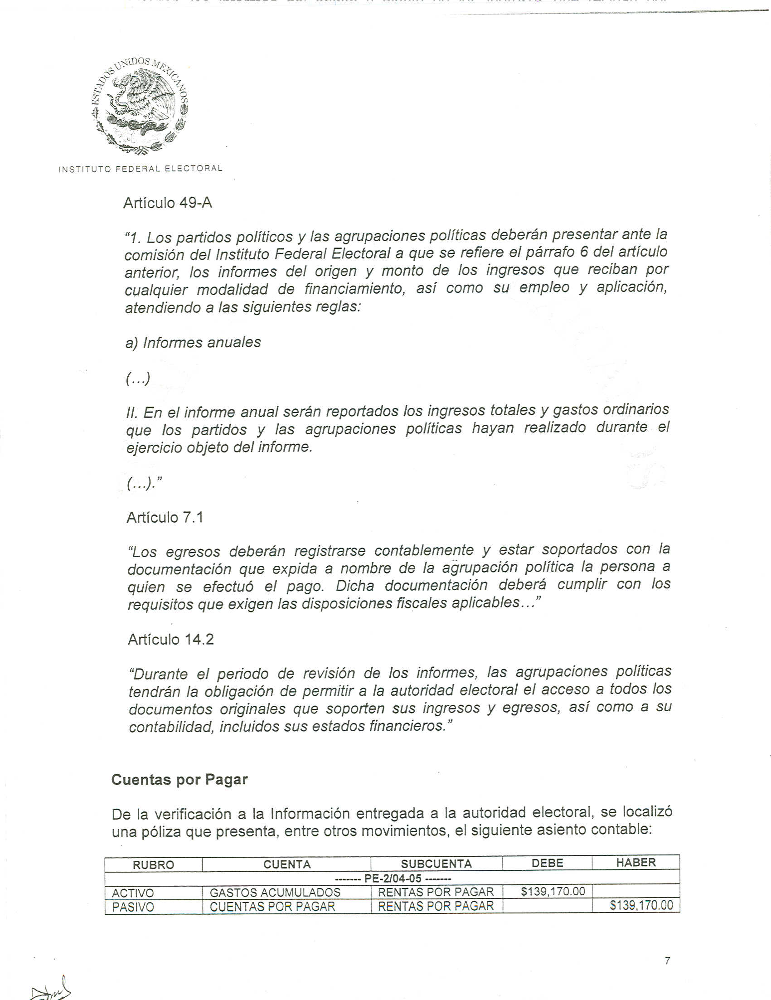 ESTADOS UNIDOS MEXICANOS
INSTITUTO FEDERAL ELECTORAL
Artículo 49-A
“1. Los partidos políticos y las agrupaciones políticas deberán presentar ante la
comisión del Instituto Federal Electoral a que se refiere el párrafo 6 del artículo
anterior, los informes del origen y monto de los ingresos que reciban por
cualquier modalidad de financiamiento, así como su empleo y aplicación,
atendiendo a las siguientes reglas:
a) Informes anuales
(...)
II. En el informe anual serán reportados los ingresos totales y gastos ordinarios
que los partidos y las agrupaciones políticas hayan realizado durante el
ejercicio objeto del informe.
(...).”
Artículo 7.1
“Los egresos deberán registrarse contablemente y estar soportados con la
documentación que expida a nombre de la agrupación política la persona a
quien se efectuó el pago. Dicha documentación deberá cumplir con los
requisitos que exigen las disposiciones fiscales aplicables...”
Artículo 14.2
“Durante el periodo de revisión de los informes, las agrupaciones políticas
tendrán la obligación de permitir a la autoridad electoral el acceso a todos los
documentos originales que soporten sus ingresos y egresos, así como a su
contabilidad, incluidos sus estados financieros.”
Cuentas por Pagar
De la verificación a la Información entregada a la autoridad electoral, se localizó
una póliza que presenta, entre otros movimientos, el siguiente asiento contable:
RUBRO CUENTA SUBCUENTA DEBE HABER
------- PE-2/04-05 -------
ACTIVO GASTOS ACUMULADOS RENTAS POR PAGAR $139,170.00
PASIVO CUENTAS POR PAGAR RENTAS POR PAGAR $139,170.00
7